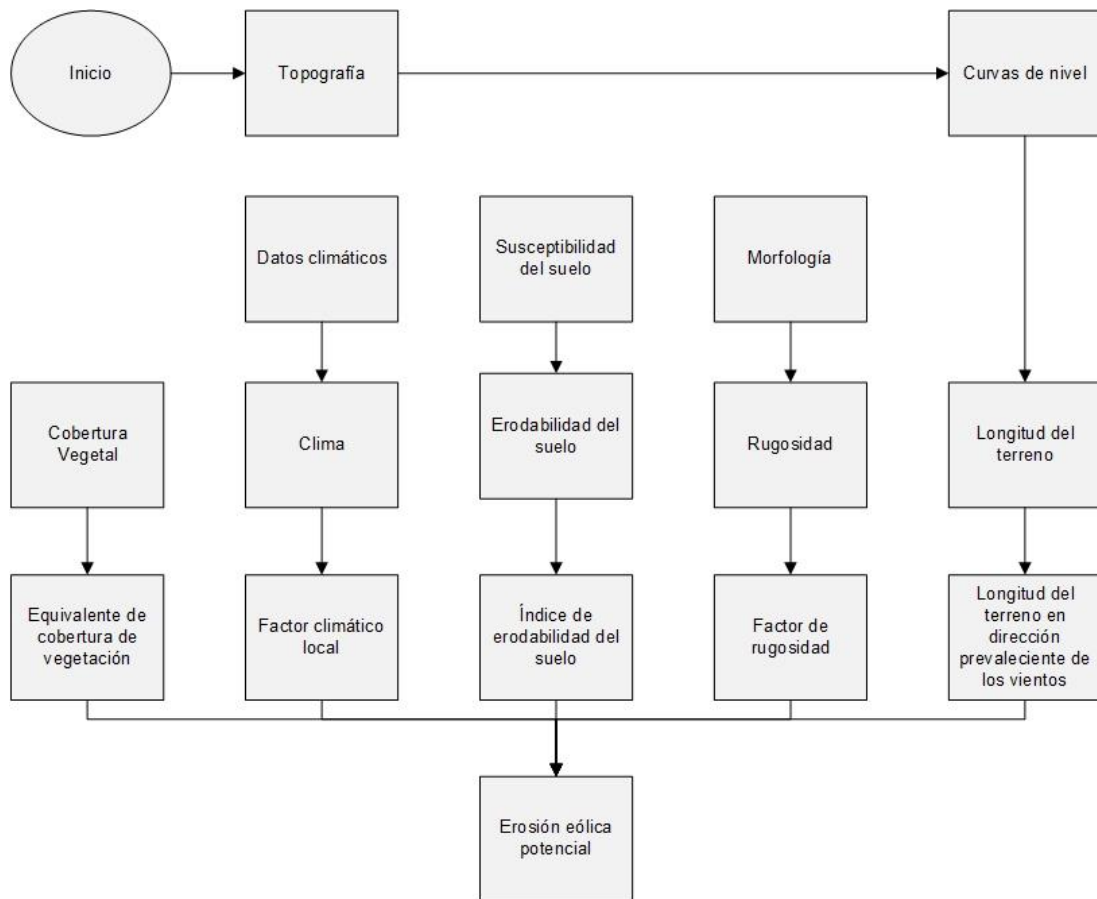 Inicio
Topografía
Curvas de nivel
Datos climáticos
Susceptibilidad
del suelo
Morfología
Cobertura
Vegetal
Clima
Erodabilidad del
suelo
Rugosidad
Longitud del
terreno
Equivalente de
cobertura de
vegetación
Factor climático
local
Índice de
erodabilidad del
suelo
Factor de
rugosidad
Longitud del
terreno en
dirección
prevaleciente de
los vientos
Erosión eólica
potencial